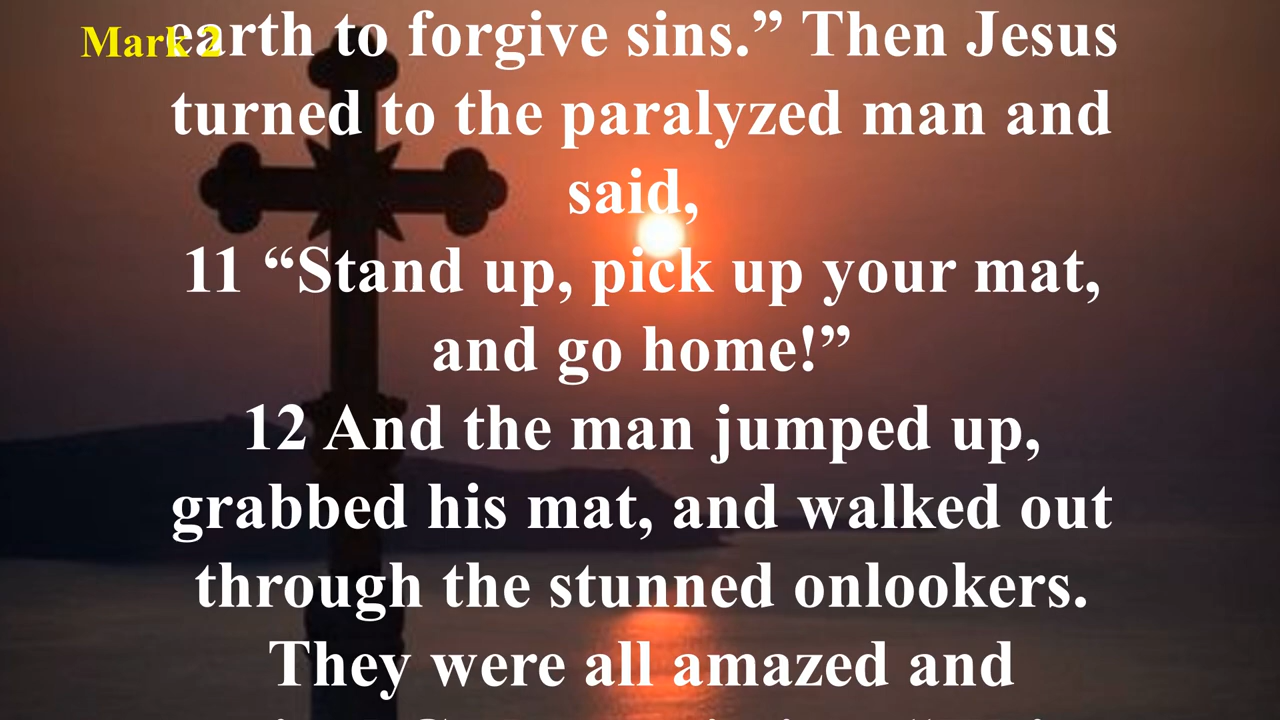 Mark 2
earth to forgive sins.” Then Jesus
turned to the paralyzed man and
said,
11 “Stand up, pick up your mat,
and go home!”
12 And the man jumped up,
grabbed his mat, and walked out
through the stunned onlookers.
They were all amazed and